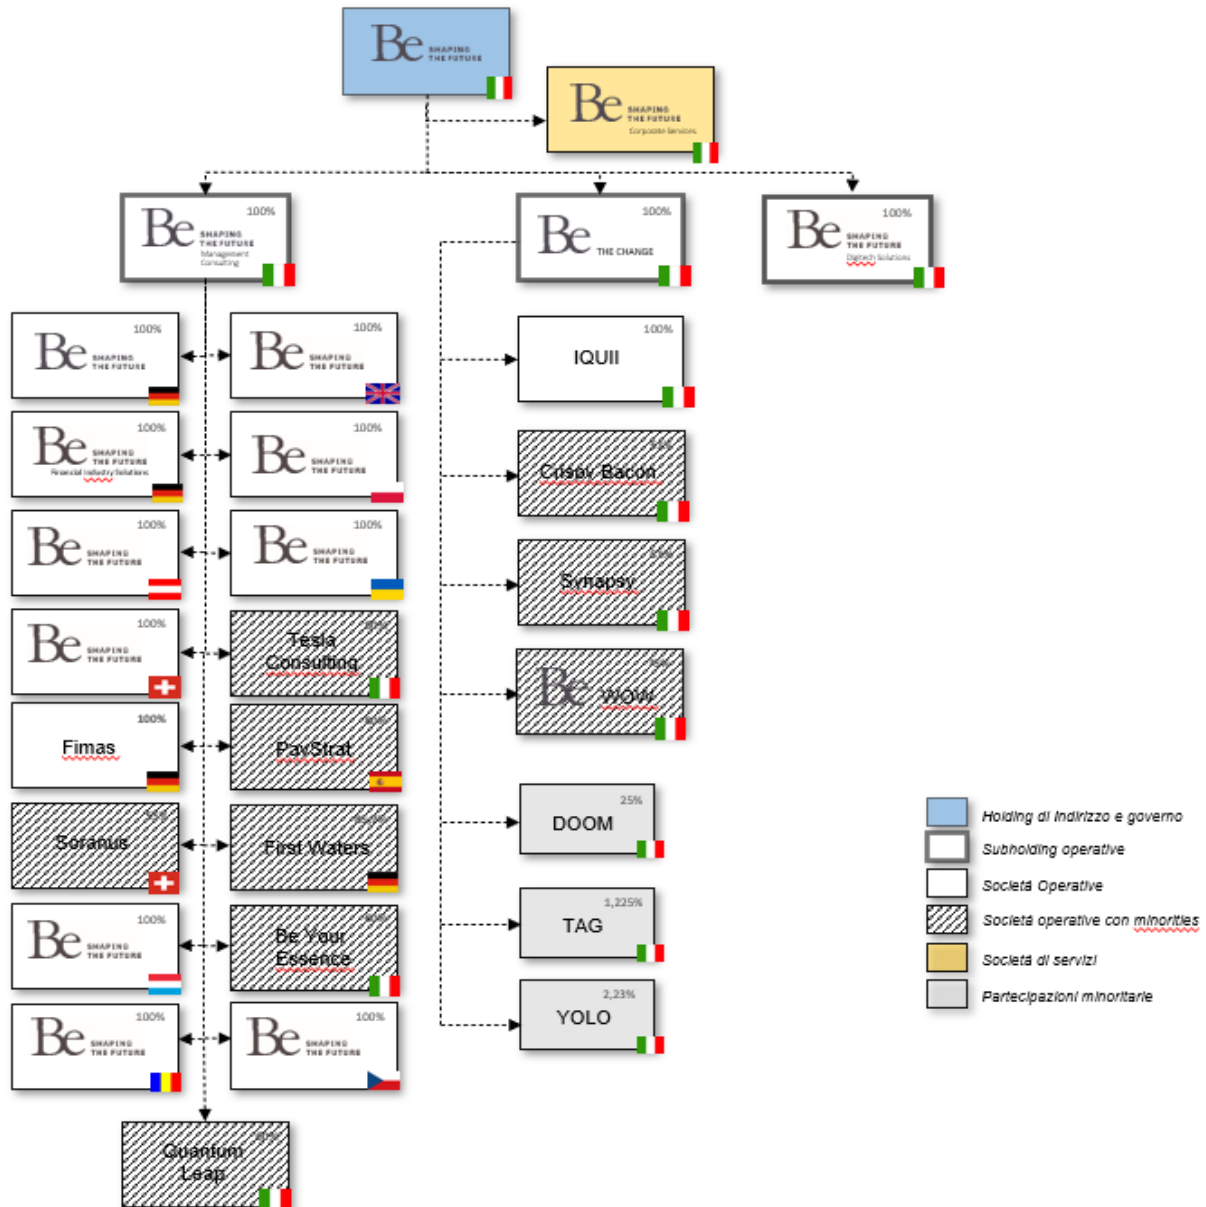 Be SHAPING
THE FUTURE
Be SHAPING
THE FUTURE
Corporate Services
100%
Be SHAPING
THE FUTURE
Management
Consulting
100%
Be THE CHANGE
100%
Be SHAPING
THE FUTURE
Digitech Solutions
100%
Be SHAPING
THE FUTURE
100%
Be SHAPING
THE FUTURE
100%
Be SHAPING
THE FUTURE
Financial Industry Solutions
100%
Be SHAPING
THE FUTURE
100%
Be SHAPING
THE FUTURE
100%
Be SHAPING
THE FUTURE
100%
Be SHAPING
THE FUTURE
Tesla
Consulting
100%
Fimas
PayStrat
Soranus
First Waters
100%
Be SHAPING
THE FUTURE
Be Your
Essence
100%
Be SHAPING
THE FUTURE
100%
Be SHAPING
THE FUTURE
Quantum
Leap
100%
IQUII
Crispy Bacon
Synapsy
Be WOW
25%
DOOM
1,225%
TAG
2,23%
YOLO
Holding di Indirizzo e governo
Subholding operative
Società Operative
Società operative con minorities
Società di servizi
Partecipazioni minoritarie